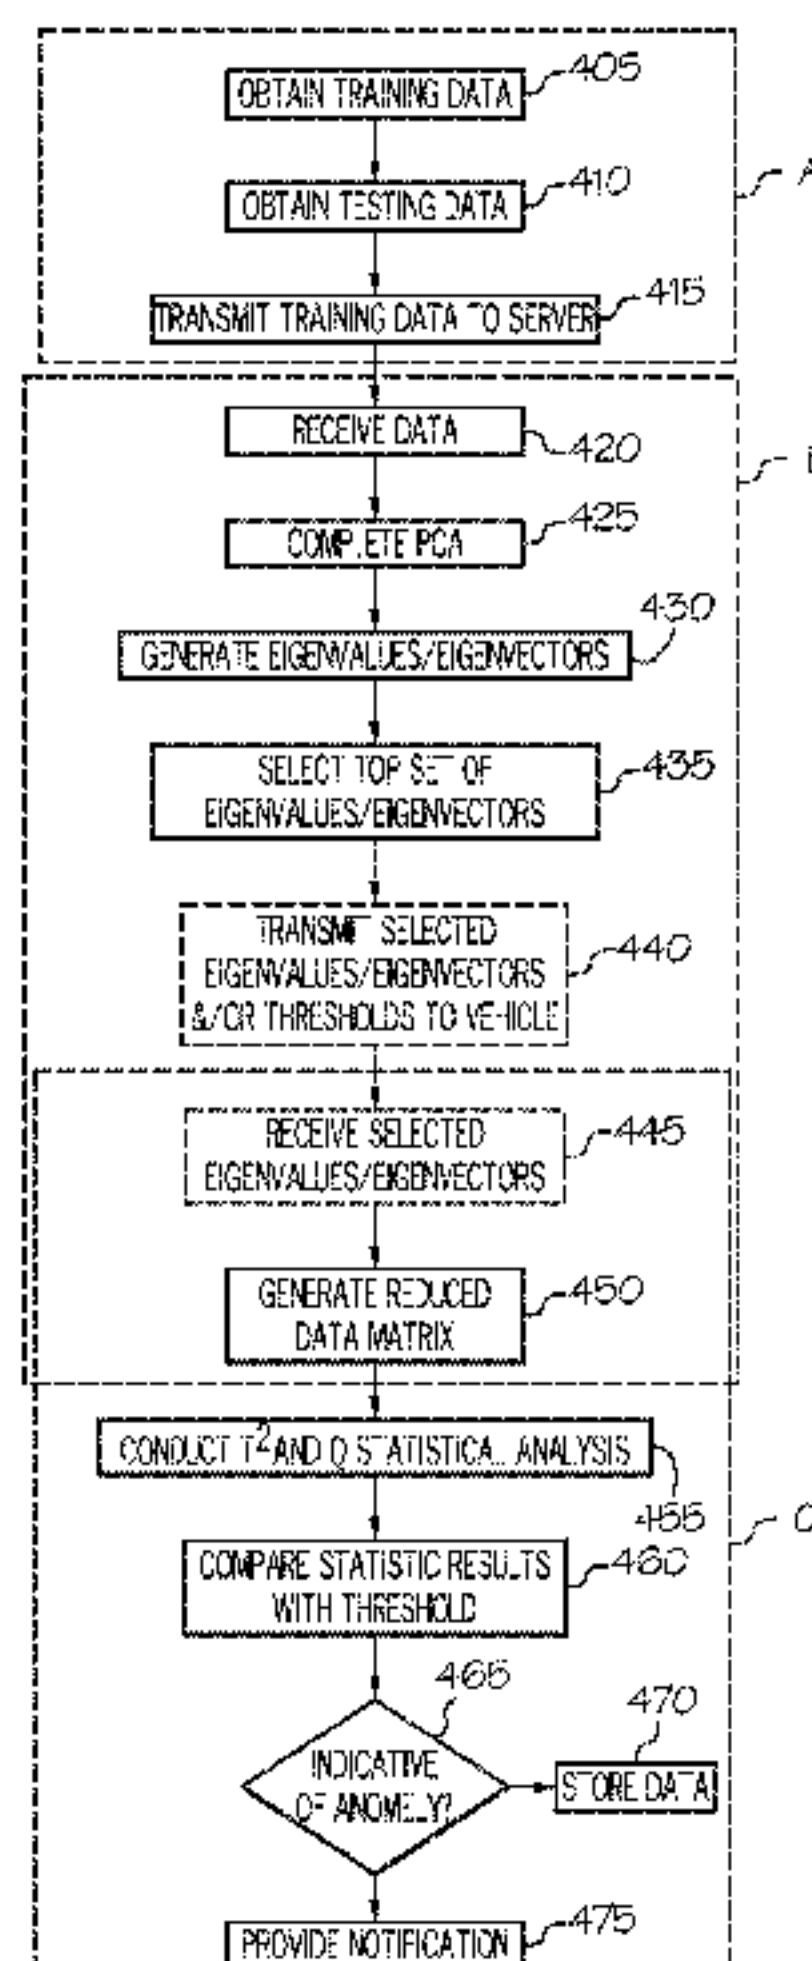 OBTAIN TRAINING DATA
405
OBTAIN TESTING DATA
410
A
TRANSMIT TRAINING DATA TO SERVER
415
RECEIVE DATA
420
COMPLETE PCA
425
GENERATE EIGENVALUES/EIGENVECTORS
430
SELECT TOP SET OF
EIGENVALUES/EIGENVECTORS
435
TRANSMIT SELECTED
EIGENVALUES/EIGENVECTORS
&/OR THRESHOLDS TO VEHICLE
440
RECEIVE SELECTED
EIGENVALUES/EIGENVECTORS
445
GENERATE REDUCED
DATA MATRIX
450
CONDUCT T² AND Q STATISTICAL ANALYSIS
455
COMPARE STATISTIC RESULTS
WITH THRESHOLD
460
INDICATIVE
OF ANOMELY?
465
470
STORE DATA
PROVIDE NOTIFICATION
475